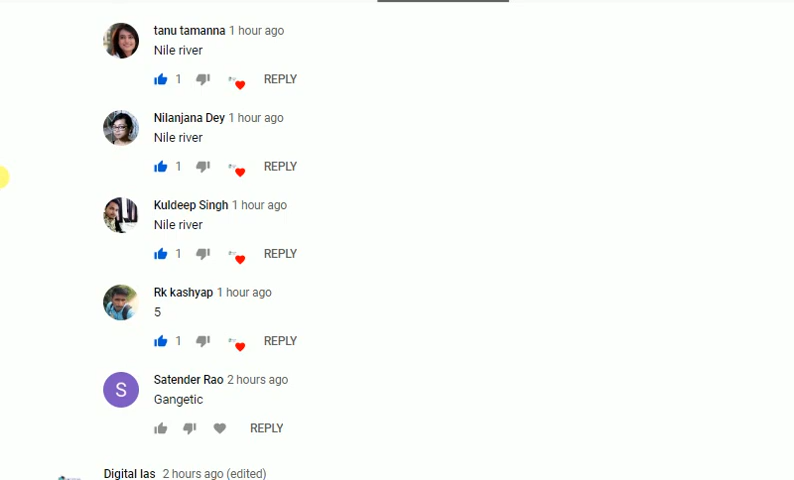 tanu tamanna 1 hour ago
Nile river
1 REPLY
Nilanjana Dey 1 hour ago
Nile river
1 REPLY
Kuldeep Singh 1 hour ago
Nile river
1 REPLY
Rk kashyap 1 hour ago
5
1 REPLY
S
Satender Rao 2 hours ago
Gangetic
REPLY
Digital Ias 2 hours ago (edited)